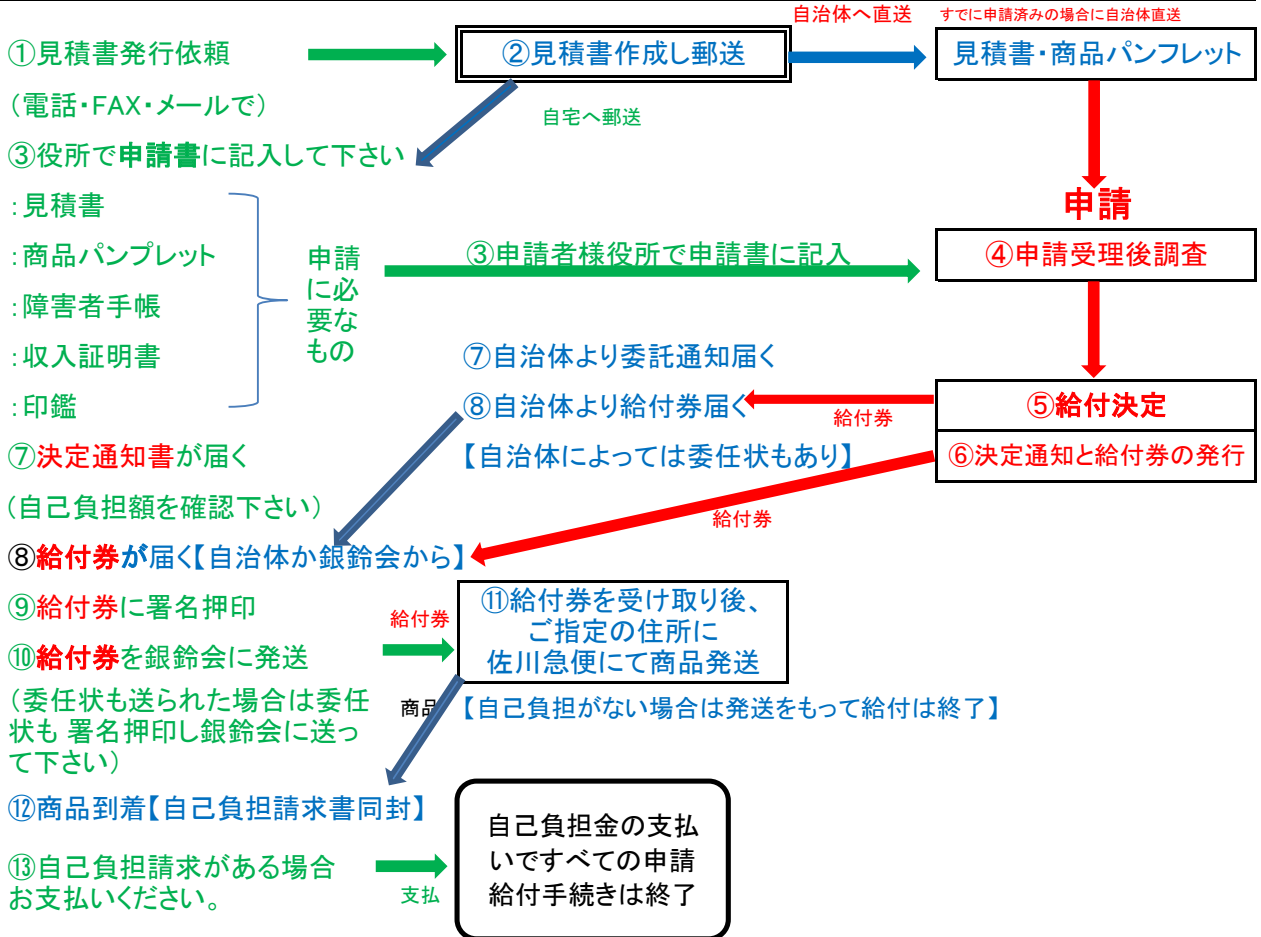 自治体へ直送
すでに申請済みの場合に自治体直送
①見積書発行依頼
②見積書作成し郵送
見積書・商品パンフレット
(電話・FAX・メールで)
自宅へ郵送
③役所で申請書に記入して下さい
申請
:見積書
:商品パンプレット
:障害者手帳
:収入証明書
:印鑑
申請
に必
要な
もの
③申請者様役所で申請書に記入
④申請受理後調査
⑦自治体より委託通知届く
⑧自治体より給付券届く
給付券
⑤給付決定
⑦決定通知書が届く
【自治体によっては委任状もあり】
⑥決定通知と給付券の発行
(自己負担額を確認下さい)
給付券
⑧給付券が届く【自治体か銀鈴会から】
⑨給付券に署名押印
給付券
⑪給付券を受け取り後、
ご指定の住所に
佐川急便にて商品発送
⑩給付券を銀鈴会に発送
(委任状も送られた場合は委任
状も 署名押印し銀鈴会に送っ
て下さい)
商品
【自己負担がない場合は発送をもって給付は終了】
⑫商品到着【自己負担請求書同封】
自己負担金の支払
いですべての申請
給付手続きは終了
⑬自己負担請求がある場合
お支払いください。
支払